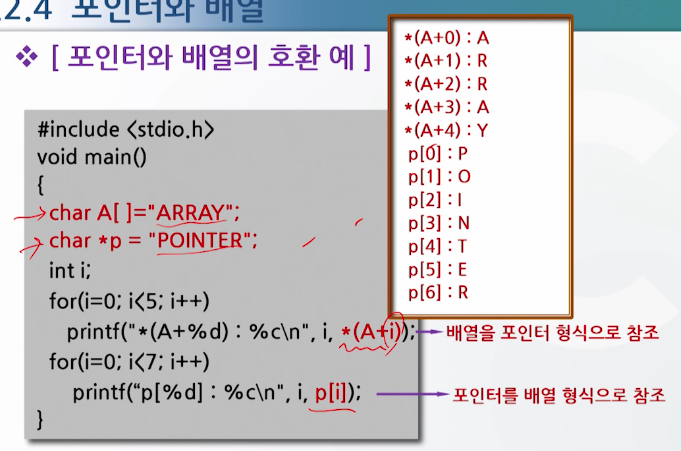 2.4 포인터와 배열
❖ [ 포인터와 배열의 호환 예 ]
*(A+0) : A
*(A+1) : R
*(A+2) : R
*(A+3) : A
*(A+4) : Y
p[0] : P
p[1] : O
p[2] : I
p[3] : N
p[4] : T
p[5] : E
p[6] : R
#include <stdio.h>
void main()
{
char A[ ]="ARRAY";
char *p = "POINTER";
int i;
for(i=0; i<5; i++)
printf("*(A+%d) : %c\n", i, *(A+i)); 배열을 포인터 형식으로 참조
for(i=0; i<7; i++)
printf("p[%d] : %c\n", i, p[i]); 포인터를 배열 형식으로 참조
}